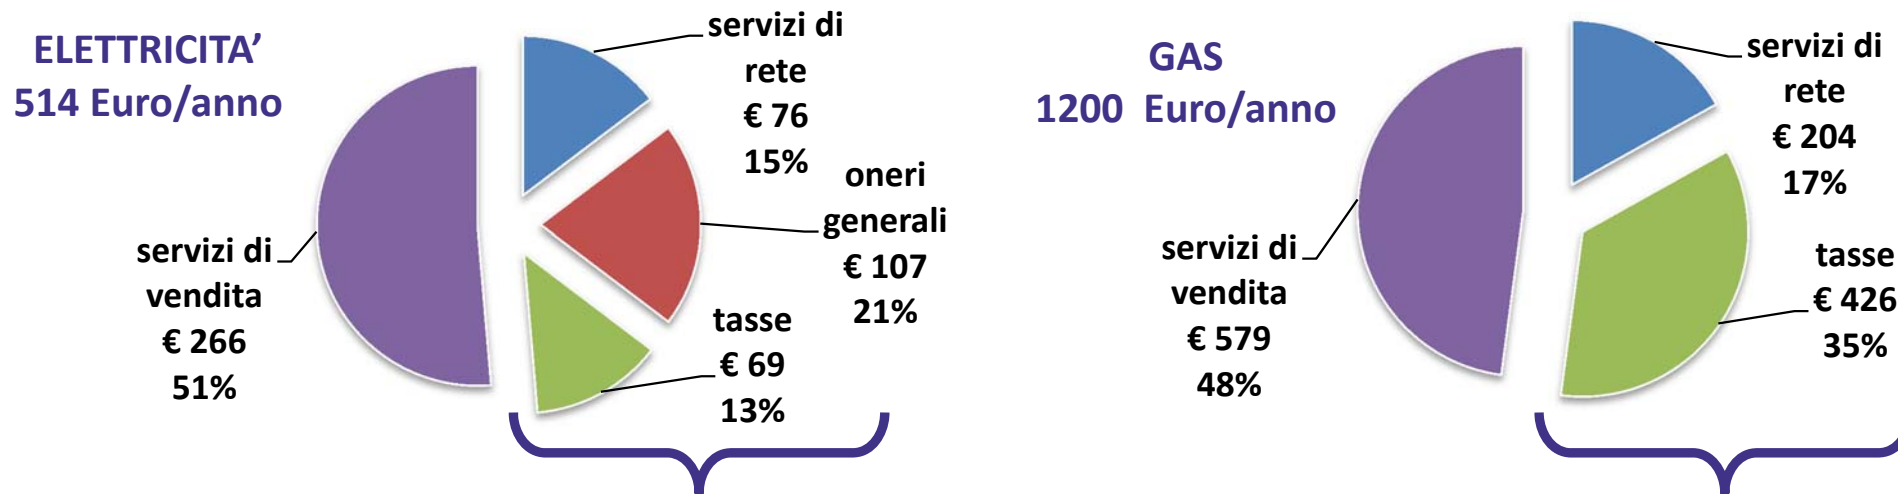 ELETTRICITA’
514 Euro/anno
servizi di
rete
€ 76
15%
oneri
generali
€ 107
21%
tasse
€ 69
13%
servizi di
vendita
€ 266
51%
GAS
1200 Euro/anno
servizi di
rete
€ 204
17%
tasse
€ 426
35%
servizi di
vendita
€ 579
48%